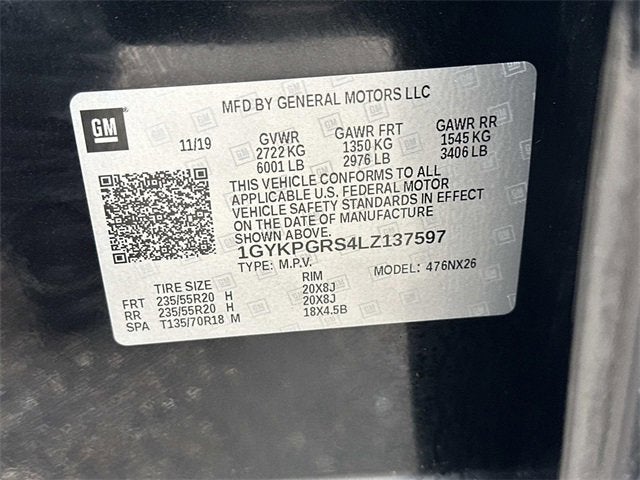 MFD BY GENERAL MOTORS LLC
GM
11/19 GVWR GAWR FRT GAWR RR
2722 KG 1350 KG 1545 KG
6001 LB 2976 LB 3406 LB
THIS VEHICLE CONFORMS TO ALL
APPLICABLE U.S. FEDERAL MOTOR
VEHICLE SAFETY STANDARDS IN EFFECT
ON THE DATE OF MANUFACTURE
SHOWN ABOVE.
1GYKPGRS4LZ137597
TYPE: M.P.V. MODEL: 476NX26
TIRE SIZE RIM
FRT 235/55R20 H 20X8J
RR 235/55R20 H 20X8J
SPA T135/70R18 M 18X4.5B